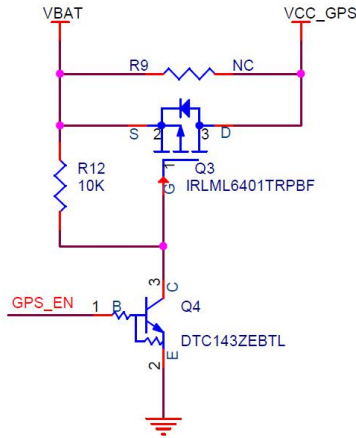 VBAT
VCC_GPS
R9
NC
S
2
3
D
R12
10K
1
G
Q3
IRLML6401TRPBF
3
C
GPS_EN
1
B
Q4
DTC143ZEBTL
2
E